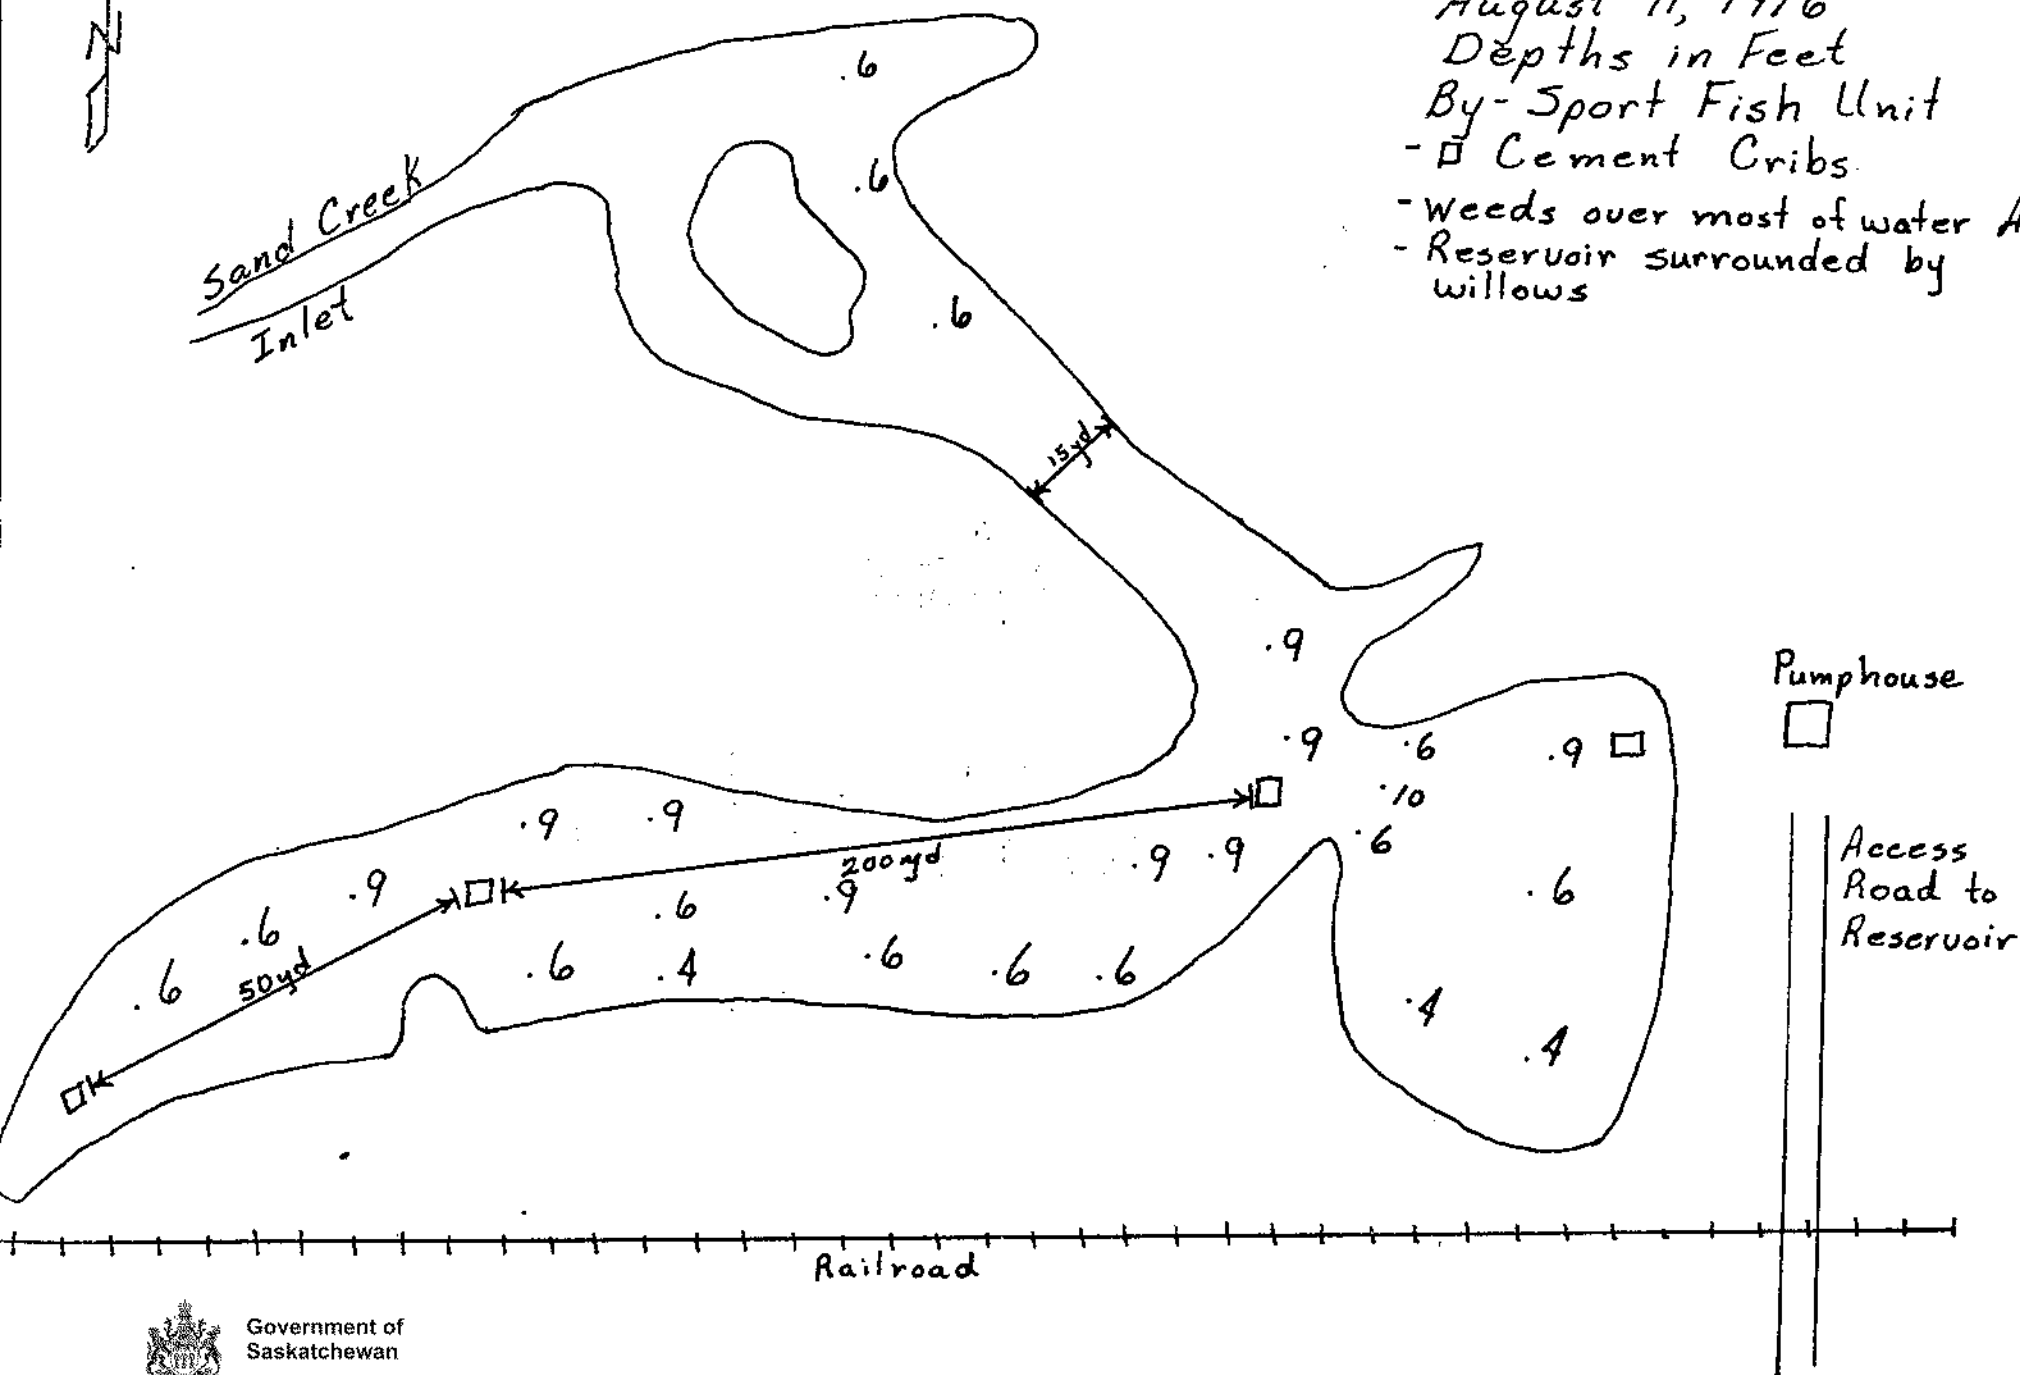 N
August 11, 1976
Depths in Feet
By - Sport Fish Unit
- □ Cement Cribs
- weeds over most of water
- Reservoir surrounded by
willows
Sand Creek
Inlet
.6
.6
.6
15yd
.9
.9
.6
.9
.10
.6
.6
.4
.4
Pumphouse
Access
Road to
Reservoir
.9
.9
200yd
.9
.9
.9
.9
.6
.6
.6
50yd
.6
.6
.4
.6
.6
.6
Railroad
Government of
Saskatchewan